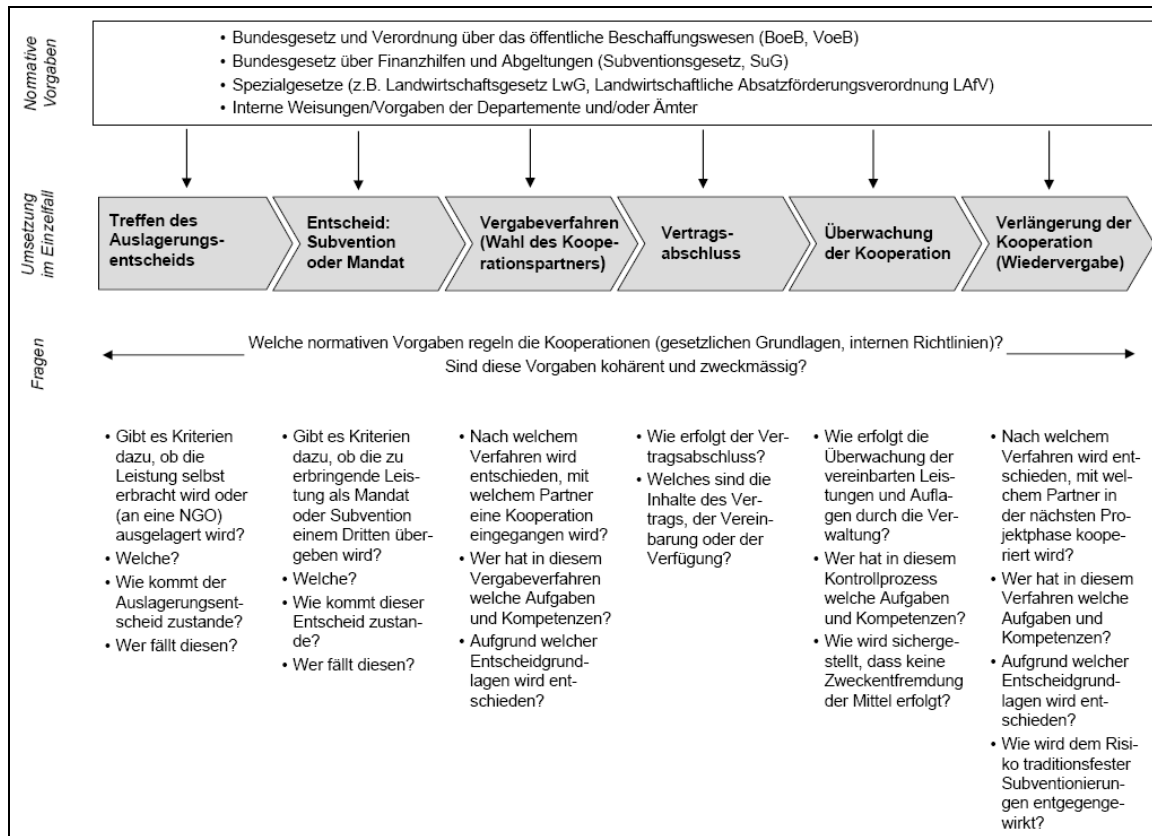 Normative
Vorgaben
• Bundesgesetz und Verordnung über das öffentliche Beschaffungswesen (BoeB, VoeB)
• Bundesgesetz über Finanzhilfen und Abgeltungen (Subventionsgesetz, SuG)
• Spezialgesetze (z.B. Landwirtschaftsgesetz LwG, Landwirtschaftliche Absatzförderungsverordnung LAfV)
• Interne Weisungen/Vorgaben der Departemente und/oder Ämter
Umsetzung
im Einzelfall
Treffen des
Auslagerungs-
entscheids
Entscheid:
Subvention
oder Mandat
Vergabeverfahren
(Wahl des Koope-
rationspartners)
Vertrags-
abschluss
Überwachung
der Kooperation
Verlängerung der
Kooperation
(Wiedervergabe)
Fragen
Welche normativen Vorgaben regeln die Kooperationen (gesetzlichen Grundlagen, internen Richtlinien)?
Sind diese Vorgaben kohärent und zweckmässig?
• Gibt es Kriterien
dazu, ob die
Leistung selbst
erbracht wird oder
(an eine NGO)
ausgelagert wird?
• Welche?
• Wie kommt der
Auslagerungsent-
scheid zustande?
• Wer fällt diesen?
• Gibt es Kriterien
dazu, ob die zu
erbringende Leis-
tung als Mandat
oder Subvention
einem Dritten über-
geben wird?
• Welche?
• Wie kommt dieser
Entscheid zustan-
de?
• Wer fällt diesen?
• Nach welchem
Verfahren wird
entschieden, mit
welchem Partner
eine Kooperation
eingegangen wird?
• Wer hat in diesem
Vergabeverfahren
welche Aufgaben
und Kompetenzen?
• Aufgrund welcher
Entscheidgrund-
lagen wird ent-
schieden?
• Wie erfolgt der Ver-
tragsabschluss?
• Welches sind die
Inhalte des Ver-
trags, der Verein-
barung oder der
Verfügung?
• Wie erfolgt die
Überwachung der
vereinbarten Leis-
tungen und Aufla-
gen durch die Ver-
waltung?
• Wer hat in diesem
Kontrollprozess
welche Aufgaben
und Kompetenzen?
• Wie wird sicherge-
stellt, dass keine
Zweckentfremdung
der Mittel erfolgt?
• Nach welchem
Verfahren wird ent-
schieden, mit wel-
chem Partner in
der nächsten Pro-
jektphase koope-
riert wird?
• Wer hat in diesem
Verfahren welche
Aufgaben und
Kompetenzen?
• Aufgrund welcher
Entscheidgrund-
lagen wird ent-
schieden?
• Wie wird dem Risi-
ko traditionsfester
Subventionierun-
gen entgegenge-
wirkt?